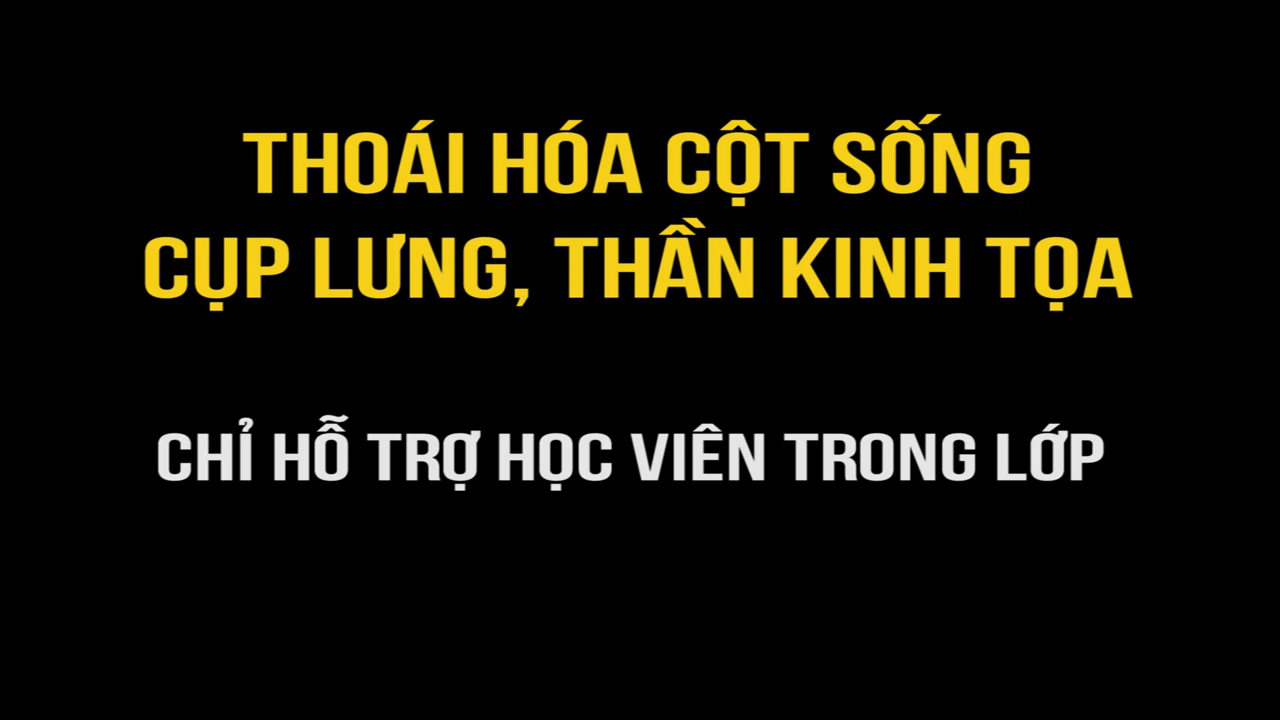 THOÁI HÓA CỘT SỐNG
CỤP LƯNG, THẦN KINH TỌA
CHỈ HỖ TRỢ HỌC VIÊN TRONG LỚP